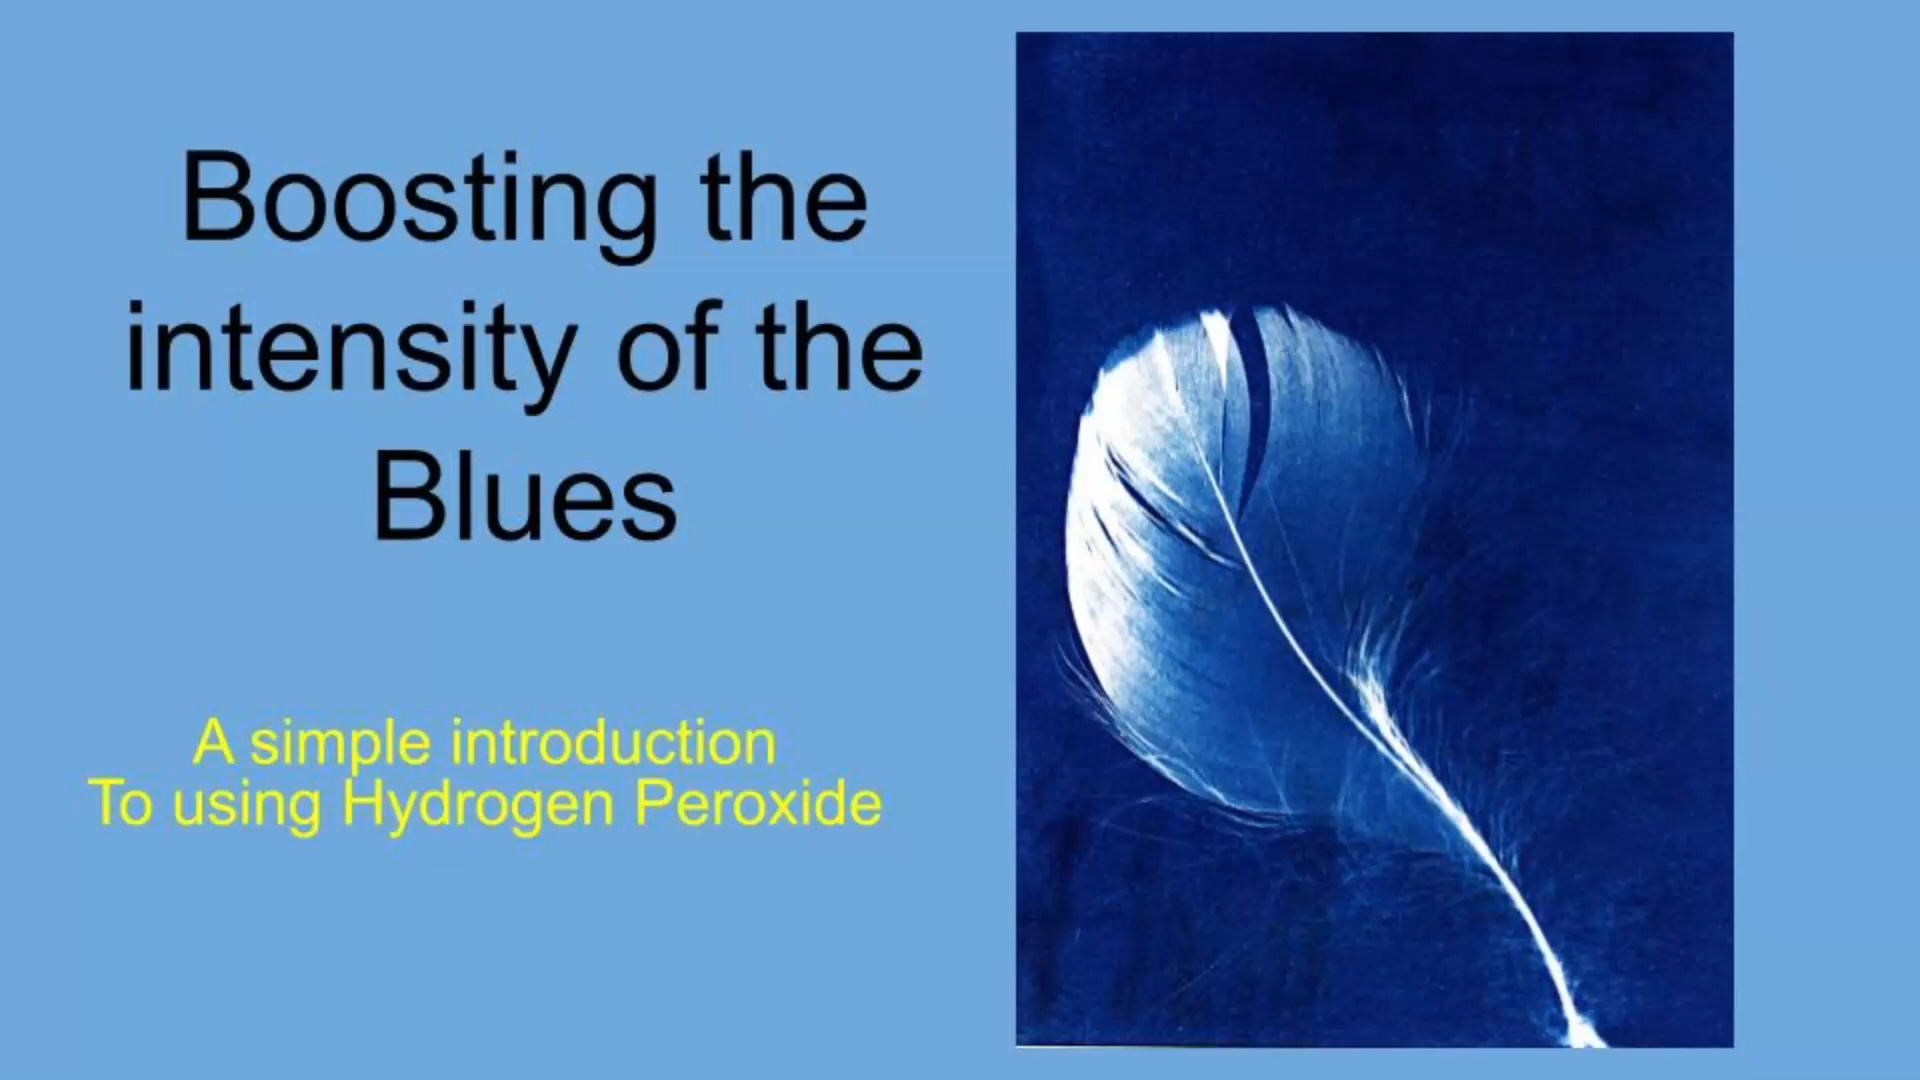 Boosting the
intensity of the
Blues
A simple introduction
To using Hydrogen Peroxide